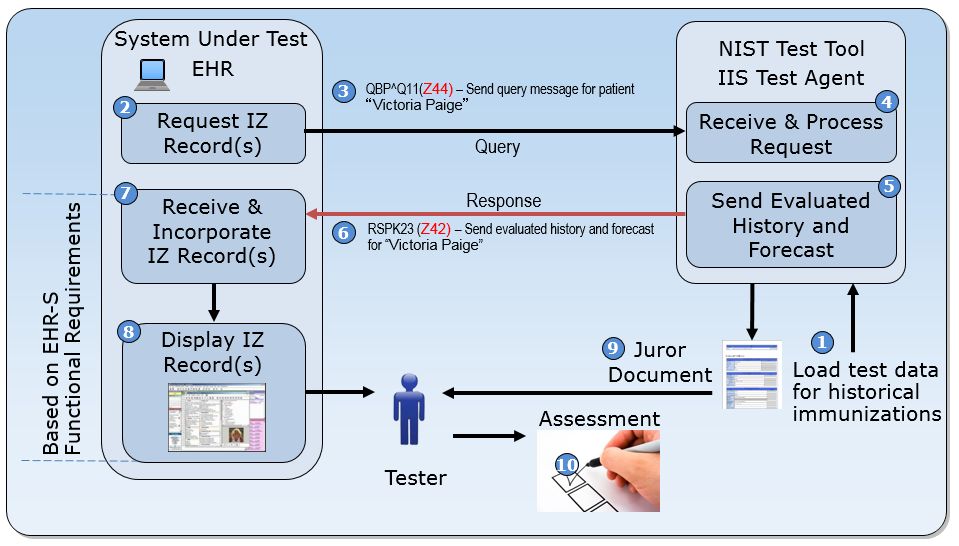 System Under Test
EHR
NIST Test Tool
IIS Test Agent
2
Request IZ
Record(s)
3
QBP^Q11(Z44) – Send query message for patient
“Victoria Paige”
Query
4
Receive & Process
Request
7
Receive &
Incorporate
IZ Record(s)
Response
6
RSPK23 (Z42) – Send evaluated history and forecast
for “Victoria Paige”
5
Send Evaluated
History and
Forecast
Based on EHR-S
Functional Requirements
8
Display IZ
Record(s)
9
Juror
Document
1
Load test data
for historical
immunizations
Tester
Assessment
10